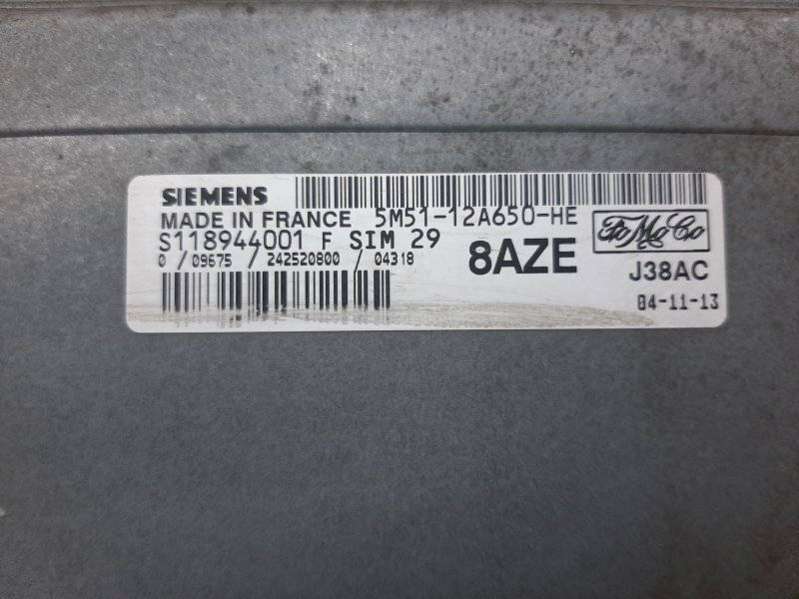 SIEMENS
MADE IN FRANCE 5M51-12A650-HE
S118944001 F SIM 29
0 / 09675 / 242520800 / 04318
8AZE
FoMoCo
J38AC
04-11-13